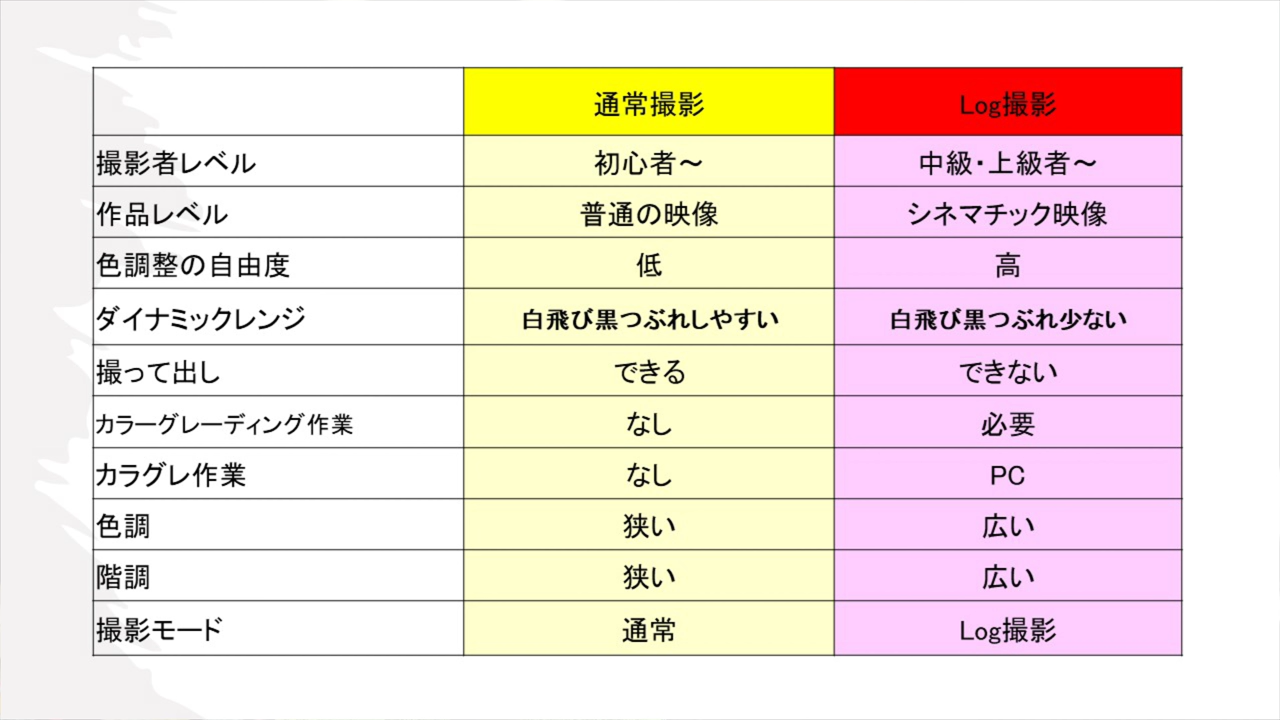 通常撮影 Log撮影
撮影者レベル 初心者～ 中級・上級者～
作品レベル 普通の映像 シネマチック映像
色調整の自由度 低 高
ダイナミックレンジ 白飛び黒つぶれしやすい 白飛び黒つぶれ少ない
撮って出し できる できない
カラーグレーディング作業 なし 必要
カラグレ作業 なし PC
色調 狭い 広い
階調 狭い 広い
撮影モード 通常 Log撮影